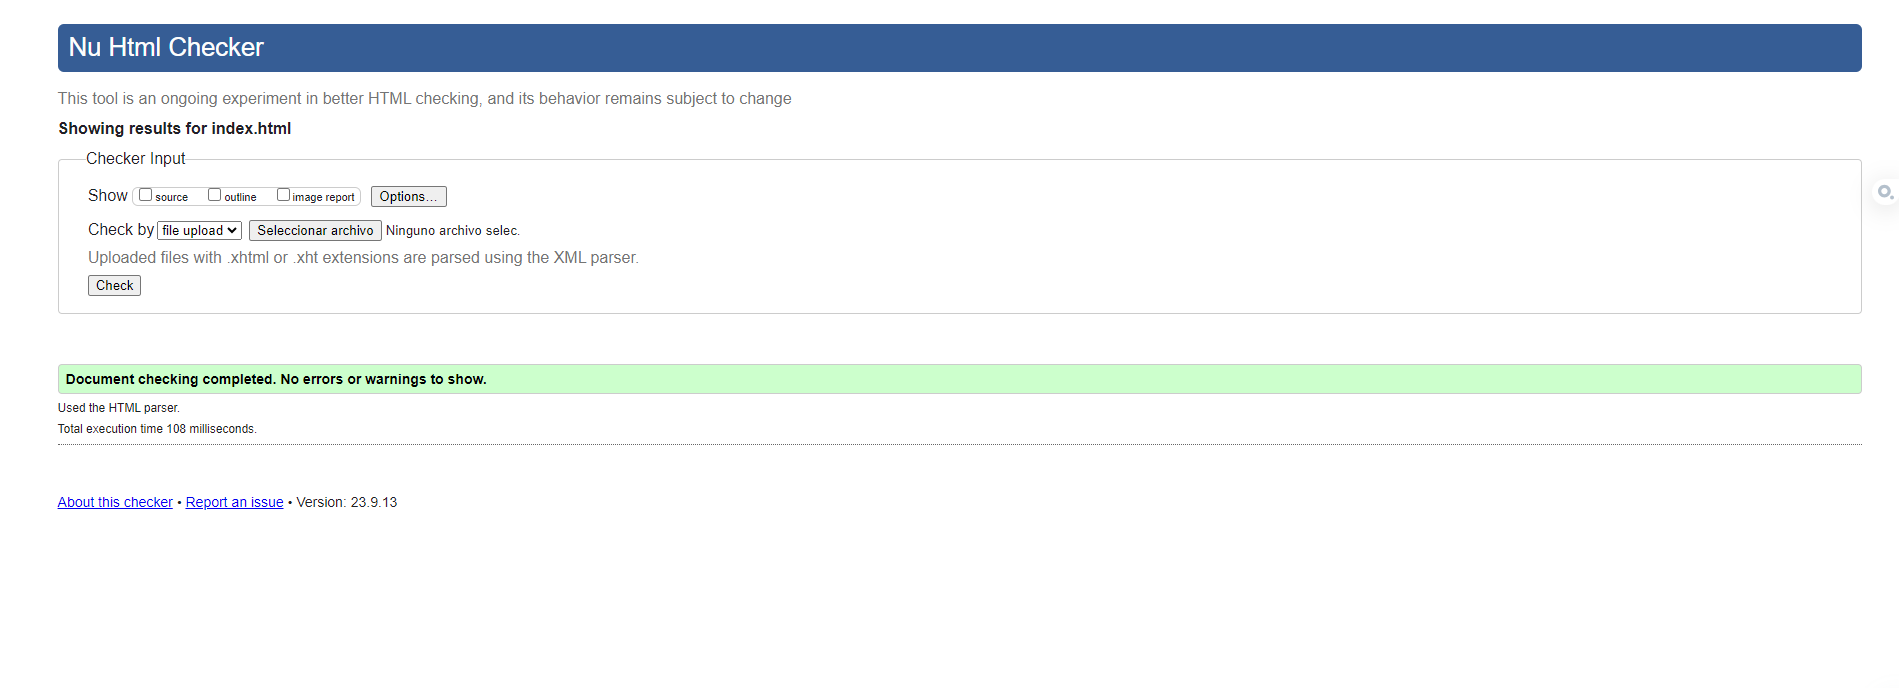 Nu Html Checker
This tool is an ongoing experiment in better HTML checking, and its behavior remains subject to change
Showing results for index.html
Checker Input
Show source outline image report Options...
Check by file upload Seleccionar archivo Ninguno archivo selec.
Uploaded files with .xhtml or .xht extensions are parsed using the XML parser.
Check
Document checking completed. No errors or warnings to show.
Used the HTML parser.
Total execution time 108 milliseconds.
About this checker • Report an issue • Version: 23.9.13